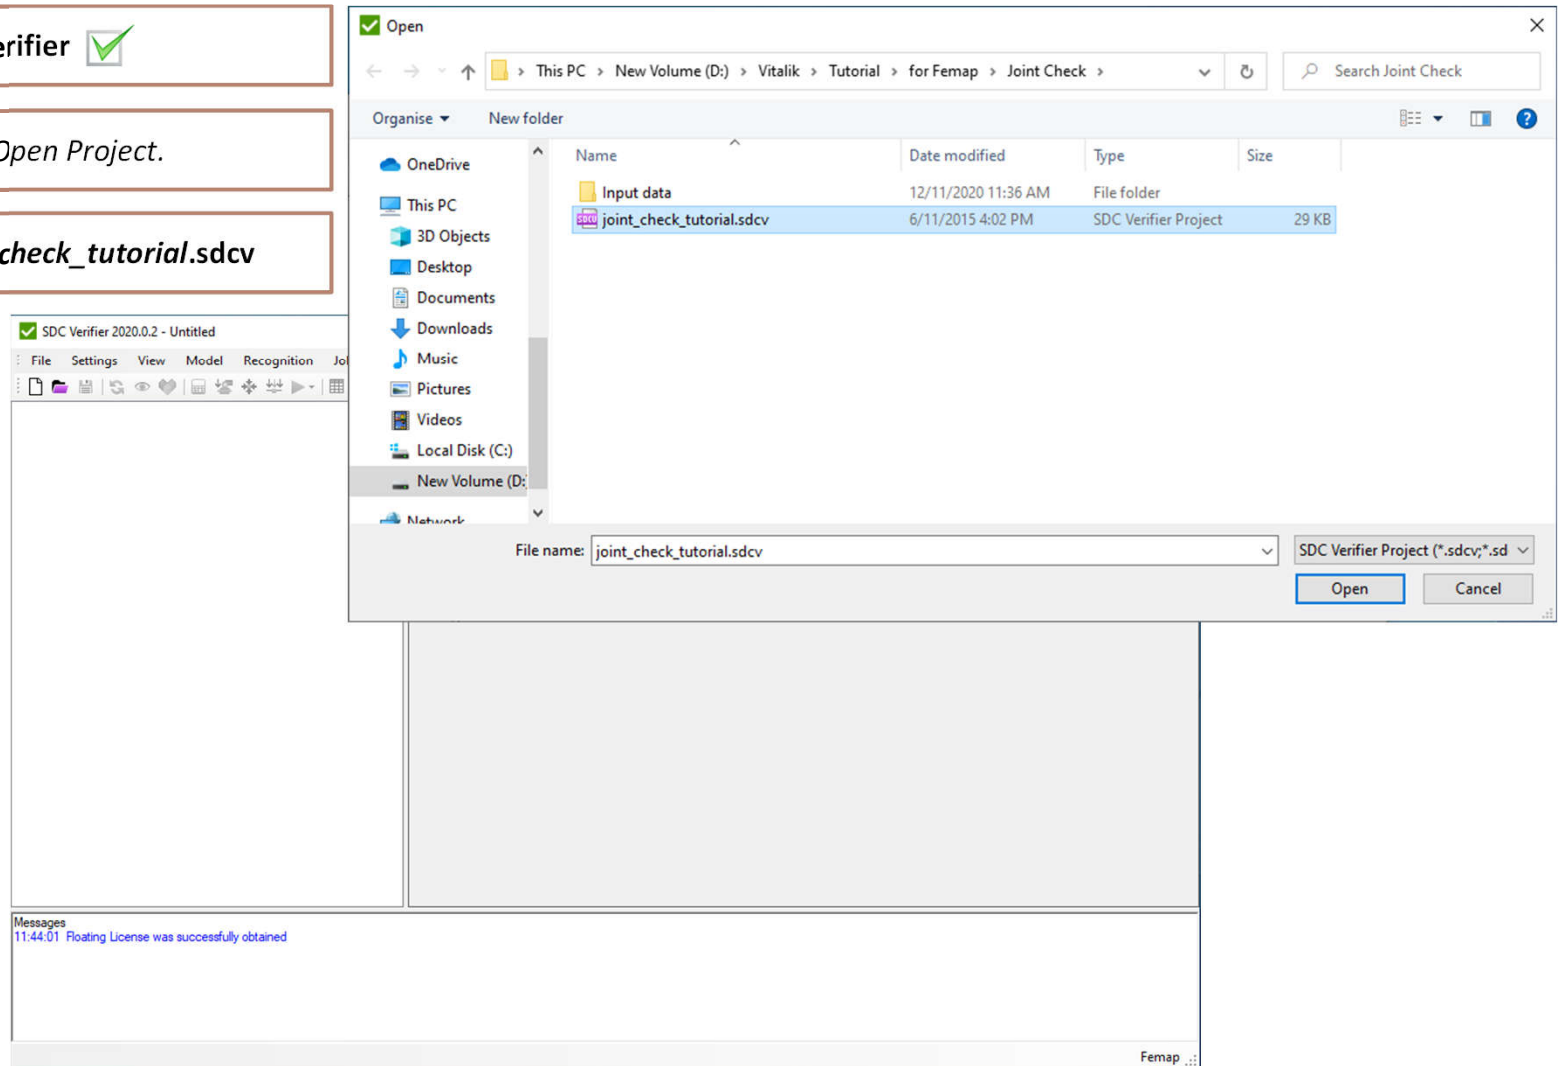 erifier
Open Project.
check_tutorial.sdcv
Open
This PC > New Volume (D:) > Vitalik > Tutorial > for Femap > Joint Check >
Search Joint Check
Organise
New folder
OneDrive
This PC
3D Objects
Desktop
Documents
Downloads
Music
Pictures
Videos
Local Disk (C:)
New Volume (D:
Network
Name Date modified Type Size
Input data 12/11/2020 11:36 AM File folder
joint_check_tutorial.sdcv 6/11/2015 4:02 PM SDC Verifier Project 29 KB
File name: joint_check_tutorial.sdcv
SDC Verifier Project (*.sdcv;*.sd
Open Cancel
SDC Verifier 2020.0.2 - Untitled
File Settings View Model Recognition Jo
Messages
11:44:01 Floating License was successfully obtained
Femap